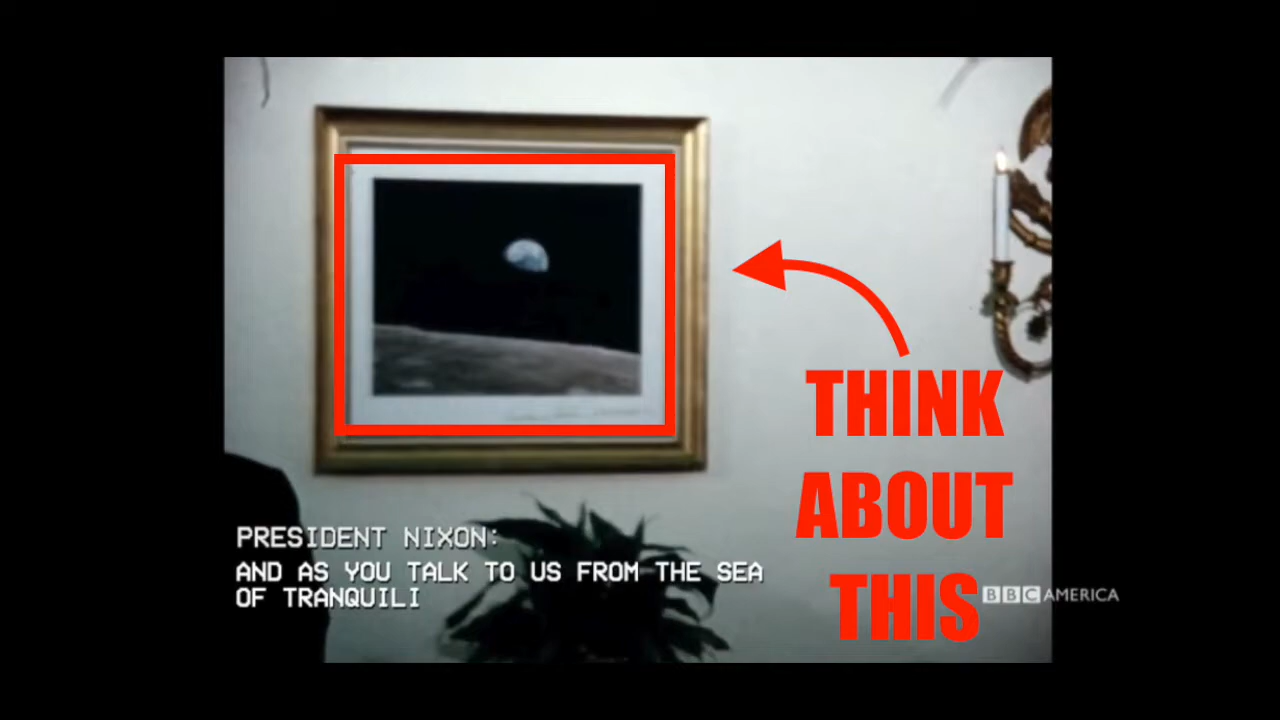 THINK
ABOUT
THIS
PRESIDENT NIXON:
AND AS YOU TALK TO US FROM THE SEA
OF TRANQUILI
BBC AMERICA